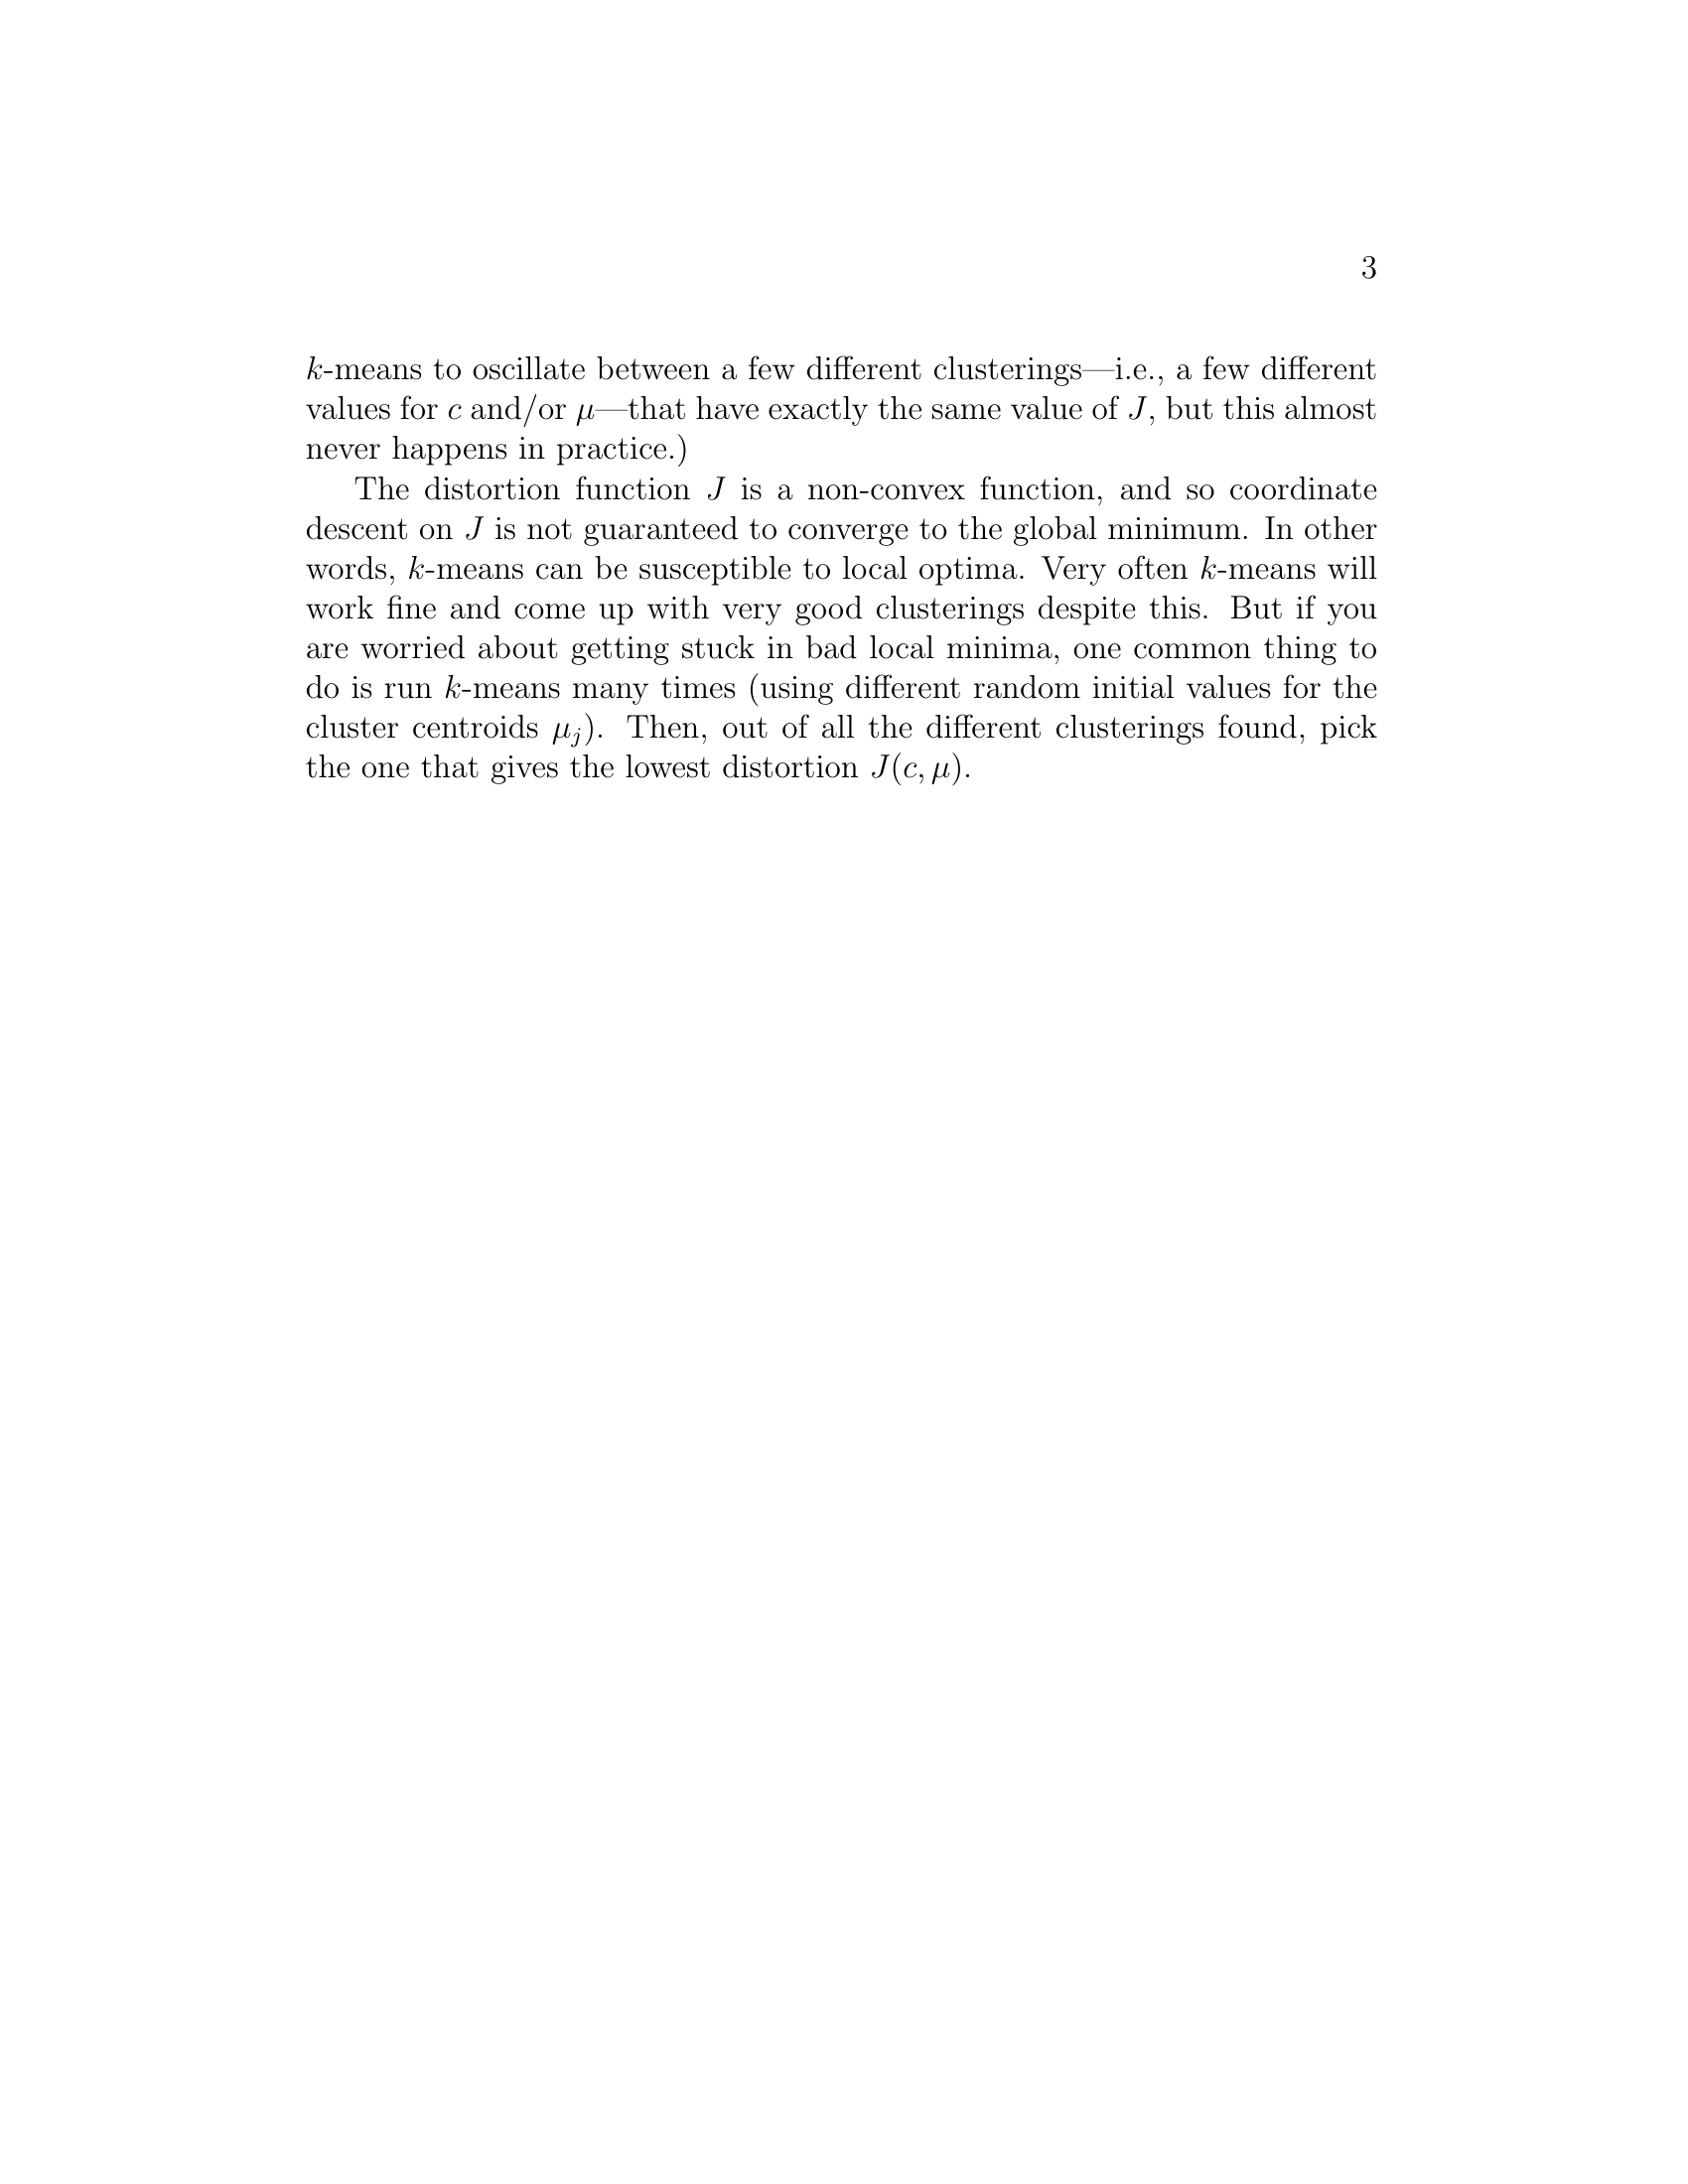 3
k-means to oscillate between a few different clusterings—i.e., a few different
values for c and/or μ—that have exactly the same value of J, but this almost
never happens in practice.)
The distortion function J is a non-convex function, and so coordinate
descent on J is not guaranteed to converge to the global minimum. In other
words, k-means can be susceptible to local optima. Very often k-means will
work fine and come up with very good clusterings despite this. But if you
are worried about getting stuck in bad local minima, one common thing to
do is run k-means many times (using different random initial values for the
cluster centroids μⱼ). Then, out of all the different clusterings found, pick
the one that gives the lowest distortion J(c, μ).